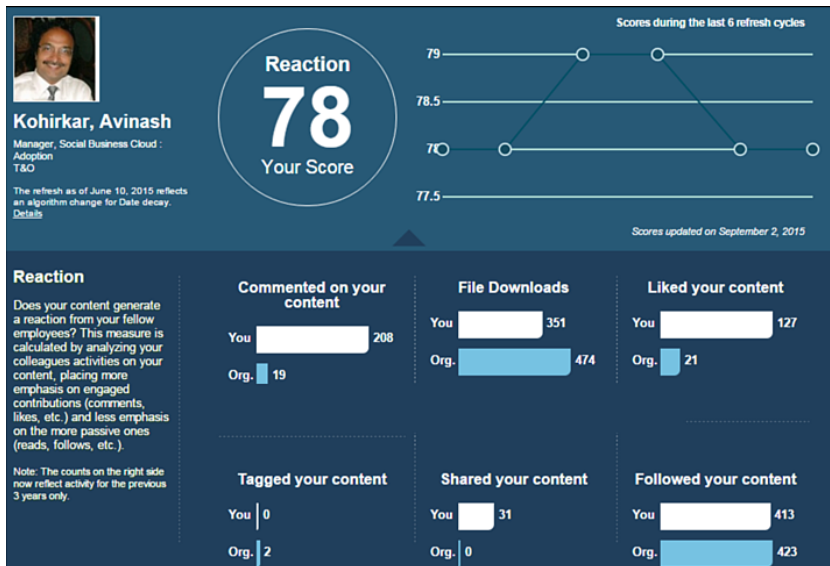 Scores during the last 6 refresh cycles
Reaction
78
Your Score
79
78.5
78
77.5
Kohirkar, Avinash
Manager, Social Business Cloud :
Adoption
T&O
The refresh as of June 10, 2015 reflects
an algorithm change for Date decay.
Details
Scores updated on September 2, 2015
Reaction
Does your content generate
a reaction from your fellow
employees? This measure is
calculated by analyzing your
colleagues activities on your
content, placing more
emphasis on engaged
contributions (comments,
likes, etc.) and less emphasis
on the more passive ones
(reads, follows, etc.).
Note: The counts on the right side
now reflect activity for the previous
3 years only.
Commented on your
content
You 208
Org. 19
File Downloads
You 351
Org. 474
Liked your content
You 127
Org. 21
Tagged your content
You 0
Org. 2
Shared your content
You 31
Org. 0
Followed your content
You 413
Org. 423